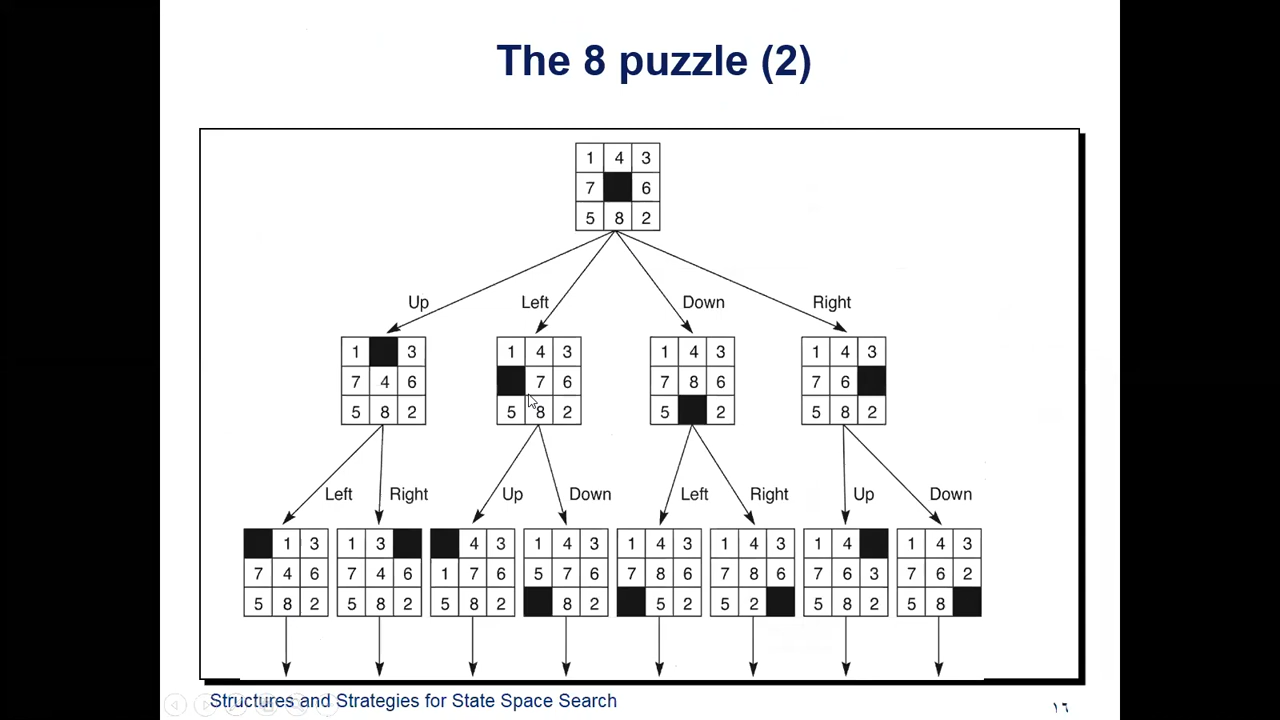 The 8 puzzle (2)
1 4 3
7 6
5 8 2
Up Left Down Right
1 3 1 4 3 1 4 3 1 4 3
7 4 6 7 6 7 8 6 7 6
5 8 2 5 8 2 5 2 5 8 2
Left Right Up Down Left Right Up Down
1 3 1 3 4 3 1 4 3 1 4 3 1 4 3 1 4 1 4 3
7 4 6 7 4 6 1 7 6 5 7 6 7 8 6 7 8 6 7 6 3 7 6 2
5 8 2 5 8 2 5 8 2 8 2 5 2 5 2 5 8 2 5 8
Structures and Strategies for State Space Search
١٦